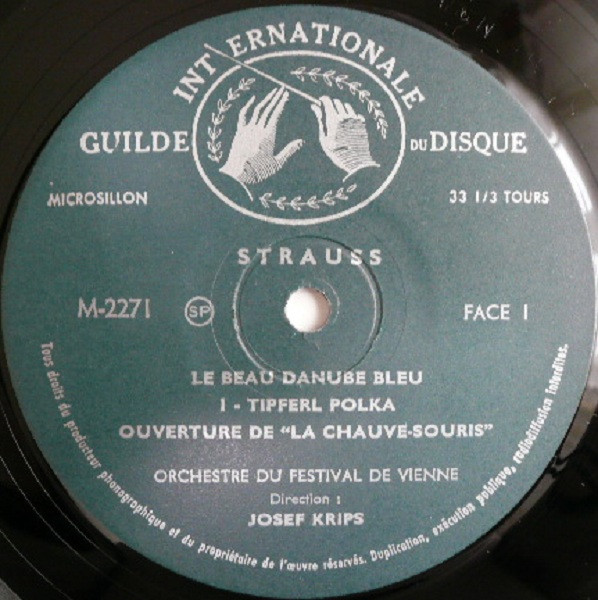 INTERNATIONALE
GUILDE DU DISQUE
MICROSILLON
33 1/3 TOURS
STRAUSS
M-2271
SP
FACE 1
LE BEAU DANUBE BLEU
I - TIPFERL POLKA
OUVERTURE DE “LA CHAUVE-SOURIS”
ORCHESTRE DU FESTIVAL DE VIENNE
Direction :
JOSEF KRIPS
Tous droits du producteur phonographique et du propriétaire de l'œuvre réservés. Duplication, exécution publique, radiodiffusion interdites.